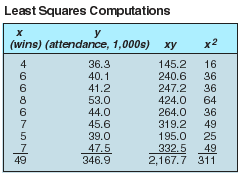 Least Squares Computations
x y
(wins) (attendance, 1,000s) xy x²
4 36.3 145.2 16
6 40.1 240.6 36
6 41.2 247.2 36
8 53.0 424.0 64
6 44.0 264.0 36
7 45.6 319.2 49
5 39.0 195.0 25
7 47.5 332.5 49
49 346.9 2,167.7 311